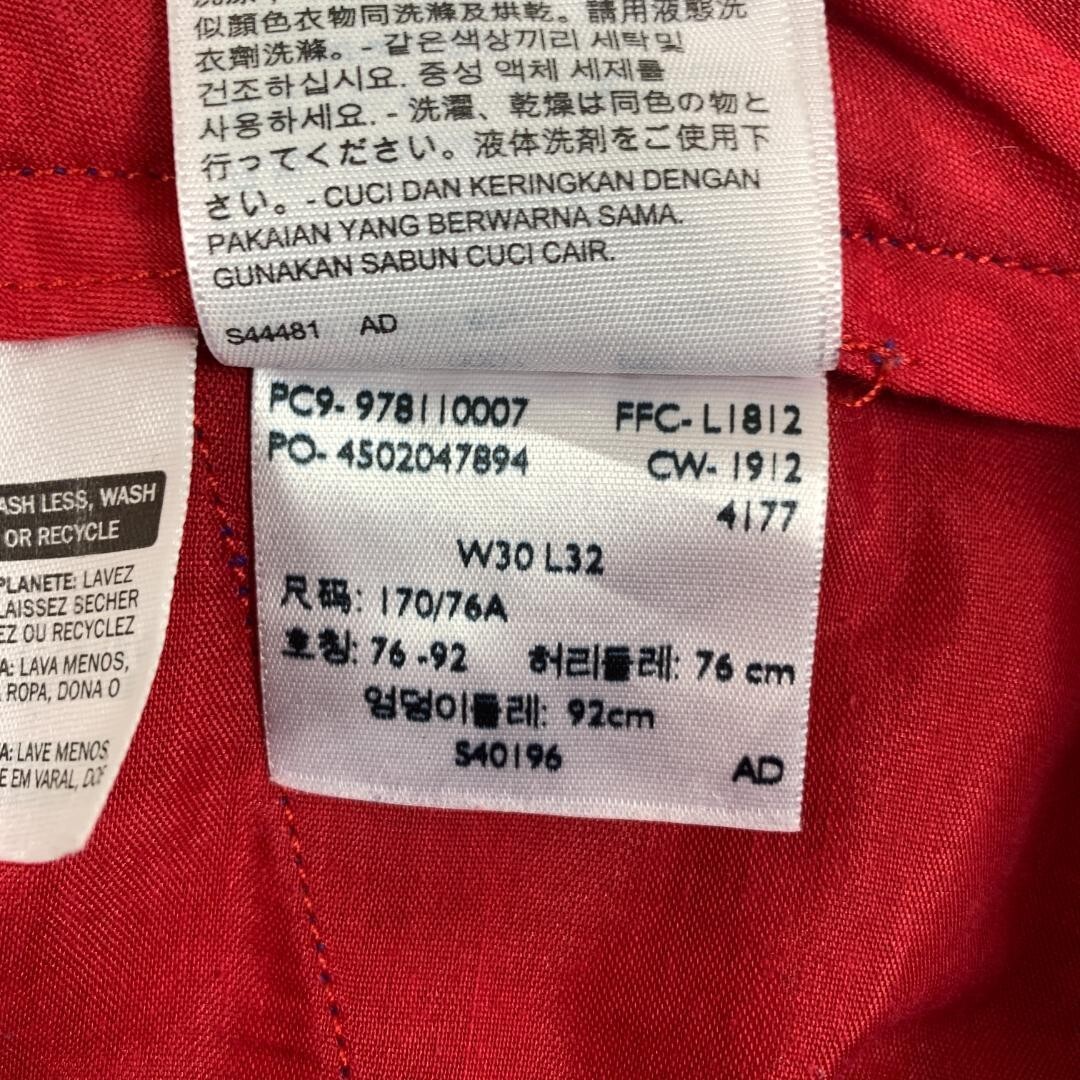 似顏色衣物同洗滌及烘乾。請用液態洗
衣劑洗滌。- 같은색상끼리 세탁및
건조하십시요. 중성 액체 세제를
사용하세요. - 洗濯、乾燥は同色の物と
行ってください。液体洗剤をご使用下
さい。- CUCI DAN KERINGKAN DENGAN
PAKAIAN YANG BERWARNA SAMA.
GUNAKAN SABUN CUCI CAIR.
S44481 AD
PC9- 978110007 FFC- L1812
PO- 4502047894 CW- 1912
4177
W30 L32
尺码: 170/76A
호칭: 76 -92 허리둘레: 76 cm
엉덩이둘레: 92cm
S40196 AD
LESS, WASH
OR RECYCLE
LAVEZ
SECHER
OU RECYCLEZ
LAVA MENOS,
ROPA, DONA O
LAVE MENOS
EM VARAL,